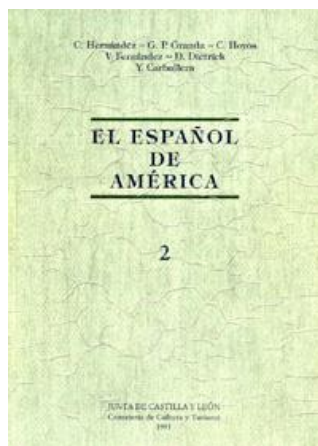 C. Hernández – G. P. Granda – C. Hoyos
V. Fernández – D. Dietrich
Y. Carballera
EL ESPAÑOL
DE
AMÉRICA
2
JUNTA DE CASTILLA Y LEÓN
Consejería de Cultura y Turismo
1991